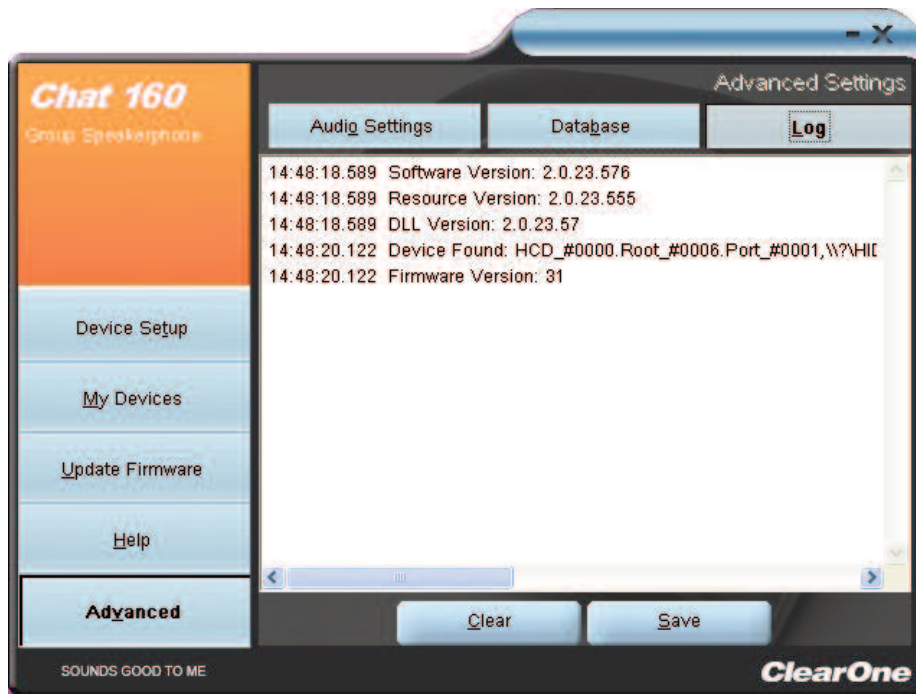 Chat 160
Group Speakerphone
Advanced Settings
Audio Settings
Database
Log
14:48:18.589 Software Version: 2.0.23.576
14:48:18.589 Resource Version: 2.0.23.555
14:48:18.589 DLL Version: 2.0.23.57
14:48:20.122 Device Found: HCD_#0000.Root_#0006.Port_#0001,\\?\HID
14:48:20.122 Firmware Version: 31
Device Setup
My Devices
Update Firmware
Help
Advanced
Clear
Save
SOUNDS GOOD TO ME
ClearOne